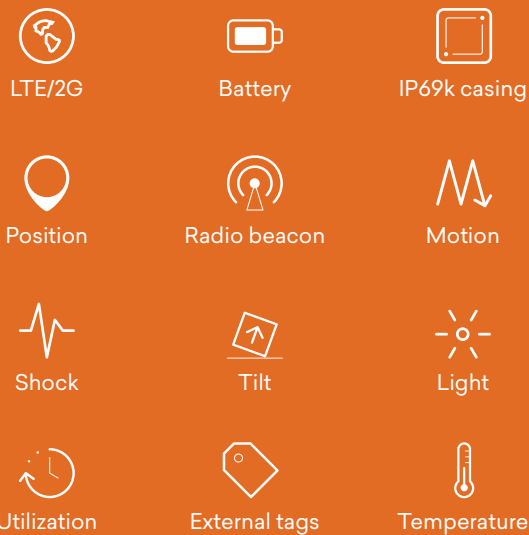 LTE/2G
Battery
IP69k casing
Position
Radio beacon
Motion
Shock
Tilt
Light
Utilization
External tags
Temperature